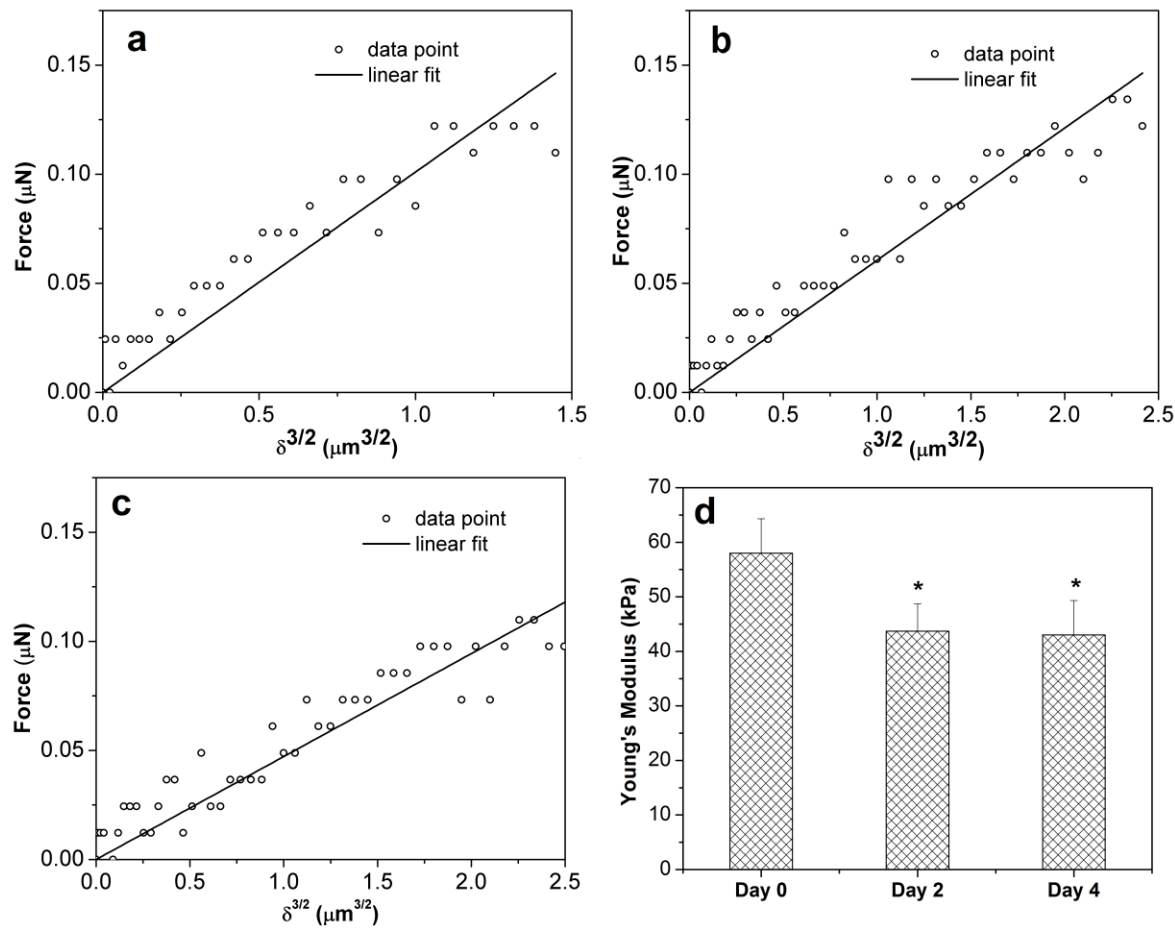 a
data point
linear fit
0.15
0.10
0.05
0.00
Force (μN)
0.0 0.5 1.0 1.5
δ3/2 (μm3/2)
b
data point
linear fit
0.15
0.10
0.05
0.00
Force (μN)
0.0 0.5 1.0 1.5 2.0 2.5
δ3/2 (μm3/2)
c
data point
linear fit
0.15
0.10
0.05
0.00
Force (μN)
0.0 0.5 1.0 1.5 2.0 2.5
δ3/2 (μm3/2)
d
70
60
50
40
30
20
10
0
Young's Modulus (kPa)
* *
Day 0 Day 2 Day 4